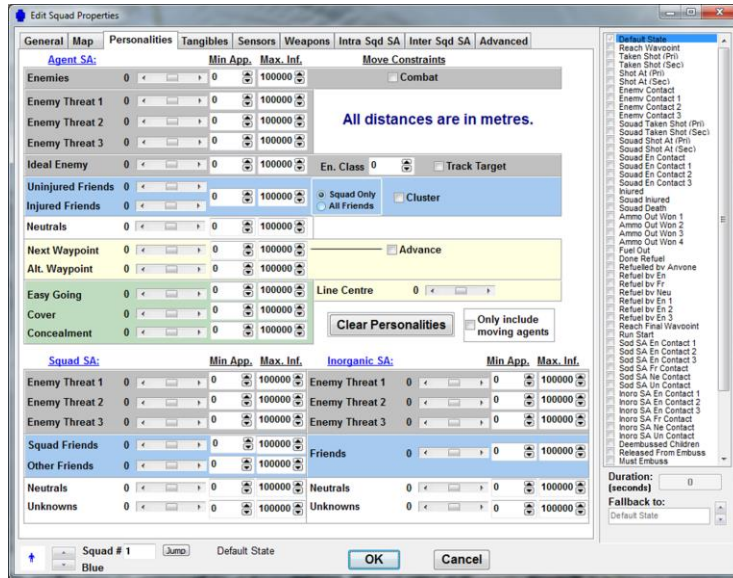 Edit Squad Properties
General Map Personalities Tangibles Sensors Weapons Intra Sqd SA Inter Sqd SA Advanced
Agent SA: Min App. Max. Inf. Move Constraints
Enemies 0 0 100000 Combat
Enemy Threat 1 0 0 100000
Enemy Threat 2 0 0 100000 All distances are in metres.
Enemy Threat 3 0 0 100000
Ideal Enemy 0 0 100000 En. Class 0 Track Target
Uninjured Friends 0 0 100000 Squad Only Cluster
Injured Friends 0 All Friends
Neutrals 0 0 100000
Next Waypoint 0 0 100000 Advance
Alt. Waypoint 0 0 100000
Easy Going 0 0 100000 Line Centre 0
Cover 0 0 100000
Concealment 0 0 100000 Clear Personalities Only include moving agents
Squad SA: Min App. Max. Inf. Inorganic SA: Min App. Max. Inf.
Enemy Threat 1 0 0 100000 Enemy Threat 1 0 0 100000
Enemy Threat 2 0 0 100000 Enemy Threat 2 0 0 100000
Enemy Threat 3 0 0 100000 Enemy Threat 3 0 0 100000
Squad Friends 0 0 100000 Friends 0 0 100000
Other Friends 0 0 100000
Neutrals 0 0 100000 Neutrals 0 0 100000
Unknowns 0 0 100000 Unknowns 0 0 100000
Default State
Reach Waypoint
Taken Shot (Pri)
Taken Shot (Sec)
Shot At (Pri)
Shot At (Sec)
Enemy Contact
Enemy Contact 1
Enemy Contact 2
Enemy Contact 3
Squad Taken Shot (Pri)
Squad Taken Shot (Sec)
Squad Shot At (Pri)
Squad Shot At (Sec)
Squad En Contact
Squad En Contact 1
Squad En Contact 2
Squad En Contact 3
Injured
Squad Injured
Squad Death
Ammo Out Wpn 1
Ammo Out Wpn 2
Ammo Out Wpn 3
Ammo Out Wpn 4
Fuel Out
Done Refuel
Refuelled by Anyone
Refuel by En
Refuel by Fr
Refuel by Neu
Refuel by En 1
Refuel by En 2
Refuel by En 3
Reach Final Waypoint
Run Start
Sqd SA En Contact 1
Sqd SA En Contact 2
Sqd SA En Contact 3
Sqd SA Fr Contact
Sqd SA Ne Contact
Sqd SA Un Contact
Inorg SA En Contact 1
Inorg SA En Contact 2
Inorg SA En Contact 3
Inorg SA Fr Contact
Inorg SA Ne Contact
Inorg SA Un Contact
Deembussed Children
Released From Embuss
Must Embuss
Duration: (seconds) 0
Fallback to:
Default State
Squad # 1 Jump Default State
Blue
OK Cancel